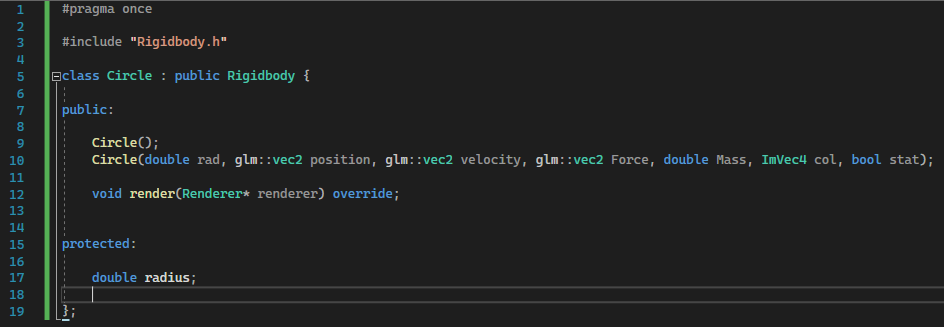 1 #pragma once
2
3 #include "Rigidbody.h"
4
5 class Circle : public Rigidbody {
6
7 public:
8
9 Circle();
10 Circle(double rad, glm::vec2 position, glm::vec2 velocity, glm::vec2 Force, double Mass, ImVec4 col, bool stat);
11
12 void render(Renderer* renderer) override;
13
14
15 protected:
16
17 double radius;
18
19 };